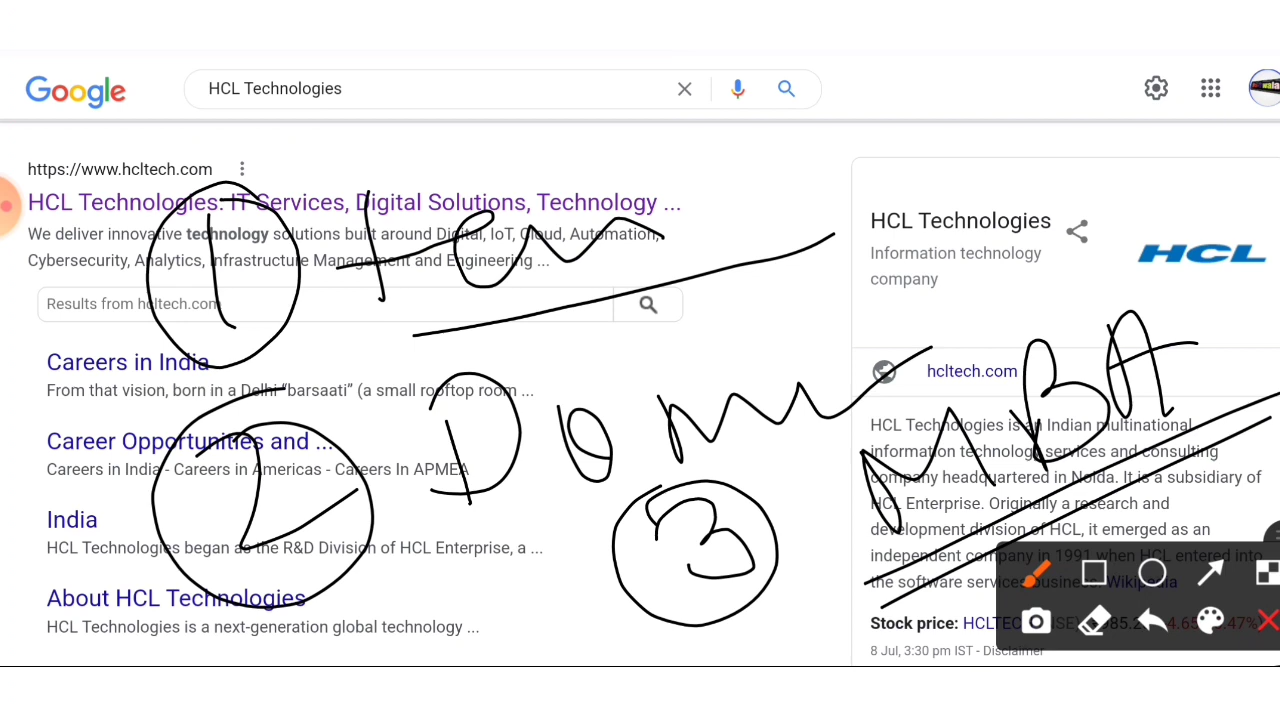 Google
HCL Technologies
https://www.hcltech.com
HCL Technologies: IT Services, Digital Solutions, Technology ...
We deliver innovative technology solutions built around Digital, IoT, Cloud, Automation,
Cybersecurity, Analytics, Infrastructure Management and Engineering ...
Results from hcltech.com
Careers in India
From that vision, born in a Delhi “barsaati” (a small rooftop room ...
Career Opportunities and ...
Careers in India - Careers in Americas - Careers In APMEA
India
HCL Technologies began as the R&D Division of HCL Enterprise, a ...
About HCL Technologies
HCL Technologies is a next-generation global technology ...
1
2
3
MBA
HCL Technologies
Information technology
company
HCL
hcltech.com
HCL Technologies is an Indian multinational
information technology services and consulting
company headquartered in Noida. It is a subsidiary of
HCL Enterprise. Originally a research and
development division of HCL, it emerged as an
independent company in 1991 when HCL entered into
the software services business. Wikipedia
Stock price: HCLTECH
8 Jul, 3:30 pm IST - Disclaimer